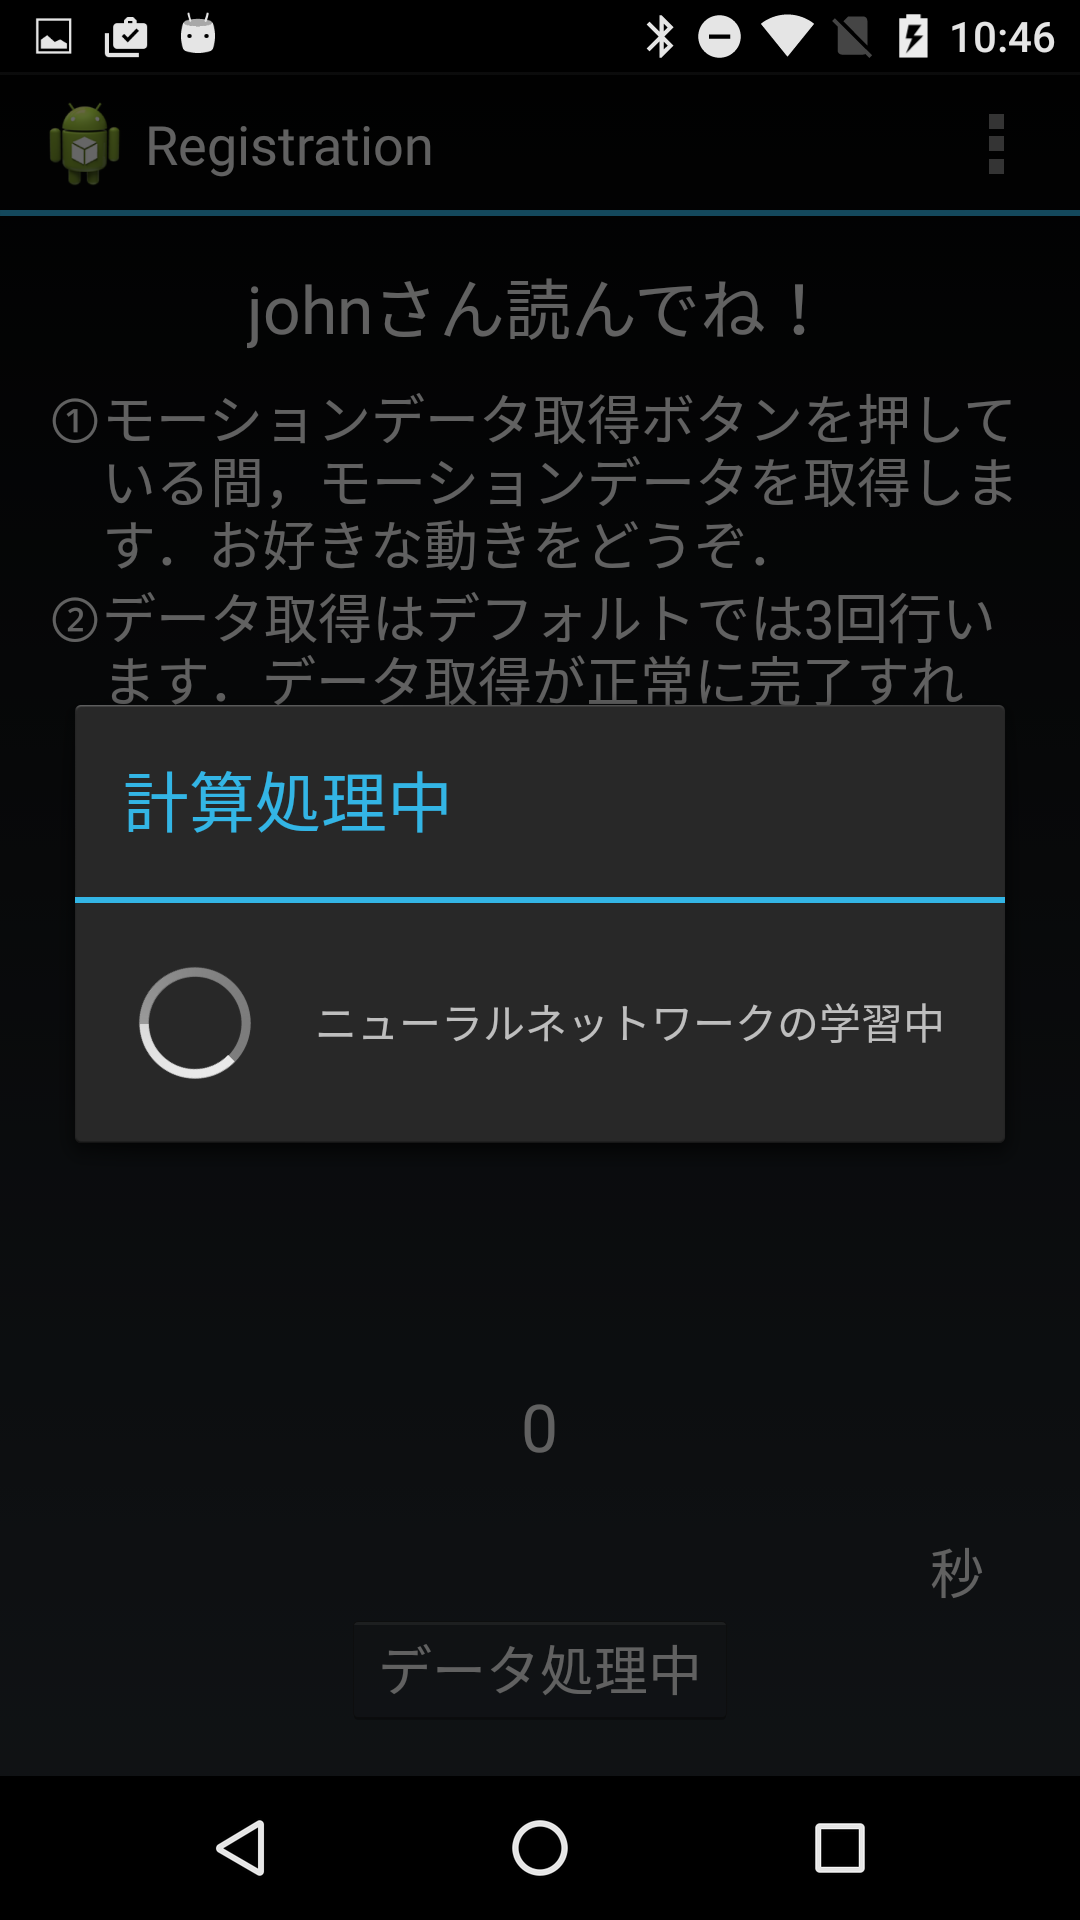 10:46
Registration
johnさん読んでね！
①モーションデータ取得ボタンを押して
いる間，モーションデータを取得しま
す．お好きな動きをどうぞ．
②データ取得はデフォルトでは3回行い
ます．データ取得が正常に完了すれ
計算処理中
ニューラルネットワークの学習中
0
秒
データ処理中